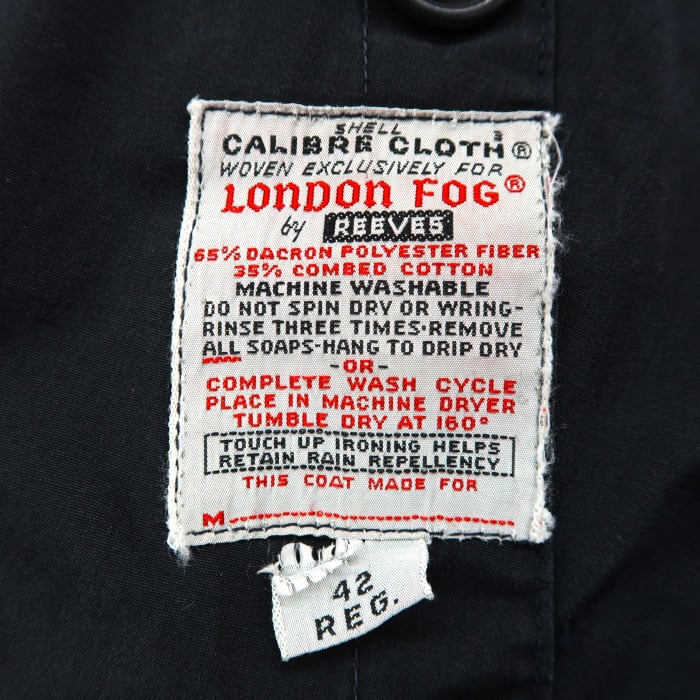 SHELL
CALIBRE CLOTH®
WOVEN EXCLUSIVELY FOR
LONDON FOG®
by REEVES
65% DACRON POLYESTER FIBER
35% COMBED COTTON
MACHINE WASHABLE
DO NOT SPIN DRY OR WRING-
RINSE THREE TIMES·REMOVE
ALL SOAPS-HANG TO DRIP DRY
-OR-
COMPLETE WASH CYCLE
PLACE IN MACHINE DRYER
TUMBLE DRY AT 160°
TOUCH UP IRONING HELPS
RETAIN RAIN REPELLENCY
THIS COAT MADE FOR
M
42
REG.